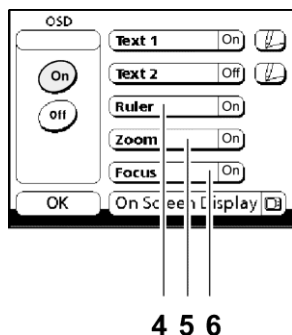 OSD
Text 1 On
On
Text 2 Off
Off
Ruler On
Zoom On
Focus On
OK
On Screen Display
4 5 6